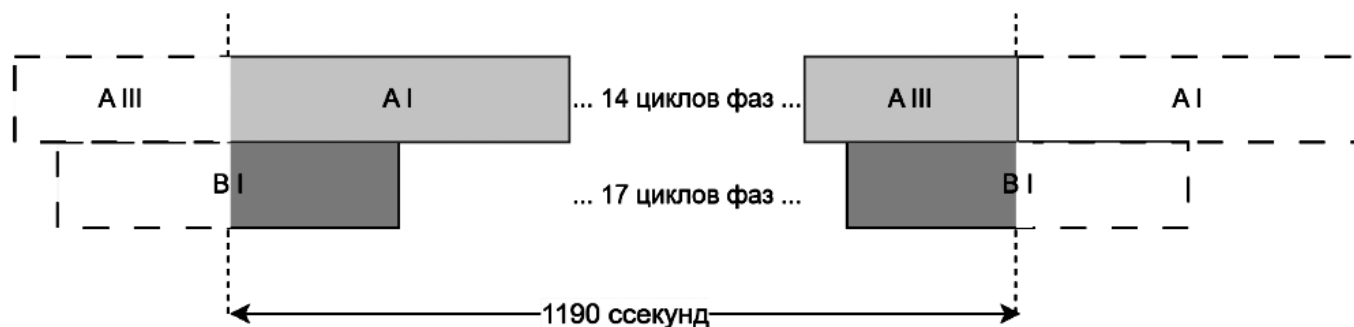 A III A I ... 14 циклов фаз ... A III A I
B I ... 17 циклов фаз ... B I
1190 ссекунд